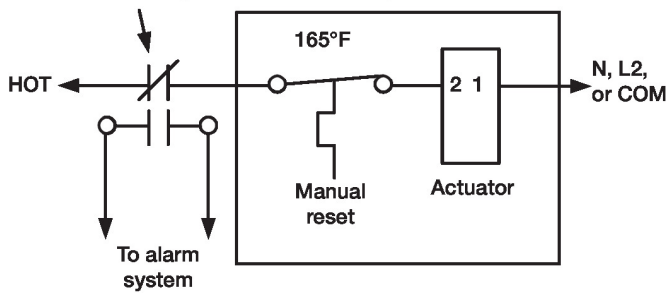 165°F
HOT
2 1
N, L2,
or COM
Manual
reset
Actuator
To alarm
system